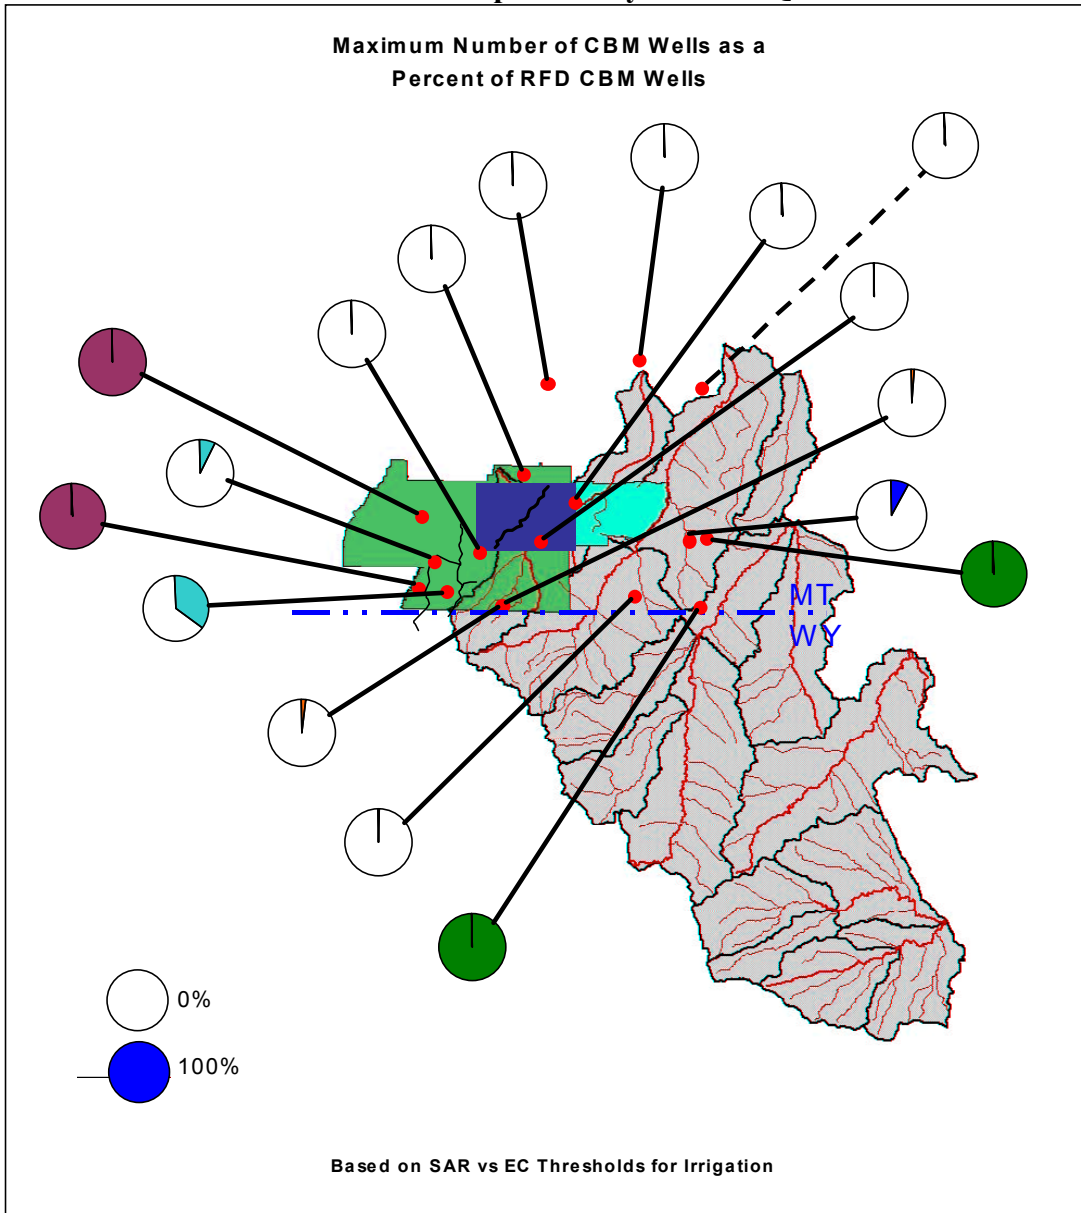 Maximum Number of CBM Wells as a
Percent of RFD CBM Wells
MT
WY
0%
100%
Based on SAR vs EC Thresholds for Irrigation